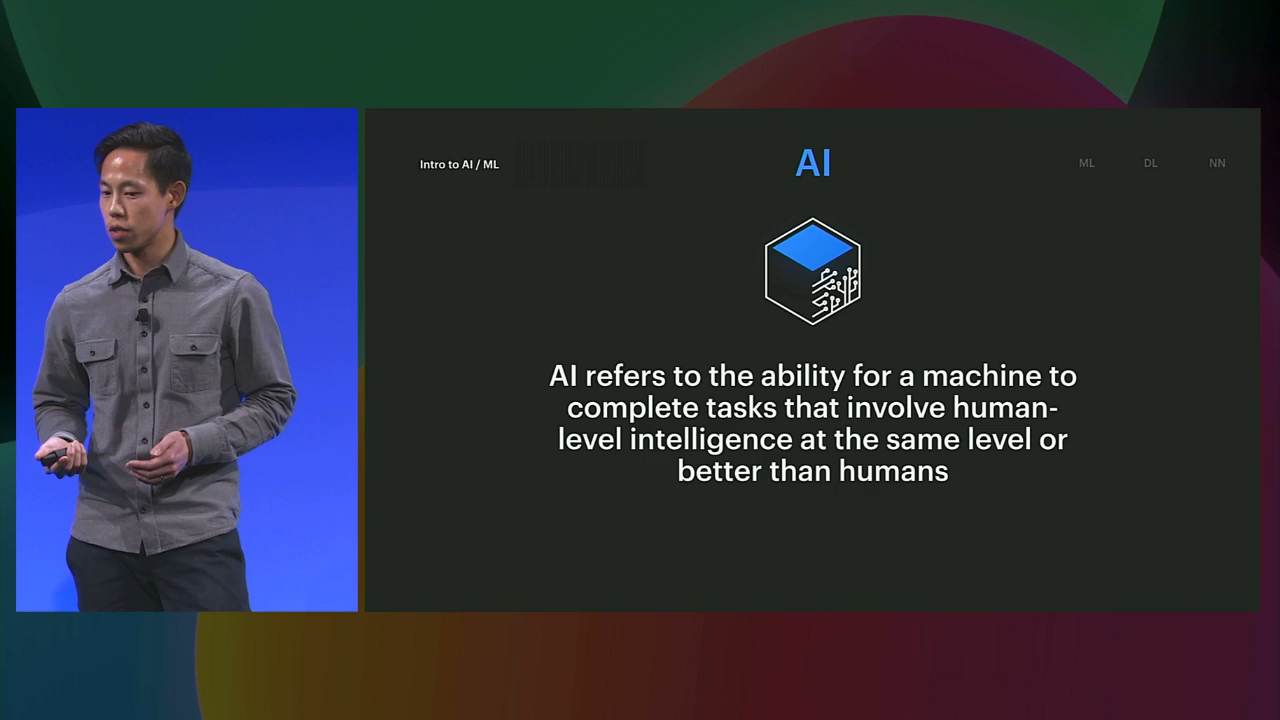 Intro to AI / ML
AI
ML
DL
NN
AI refers to the ability for a machine to
complete tasks that involve human-
level intelligence at the same level or
better than humans